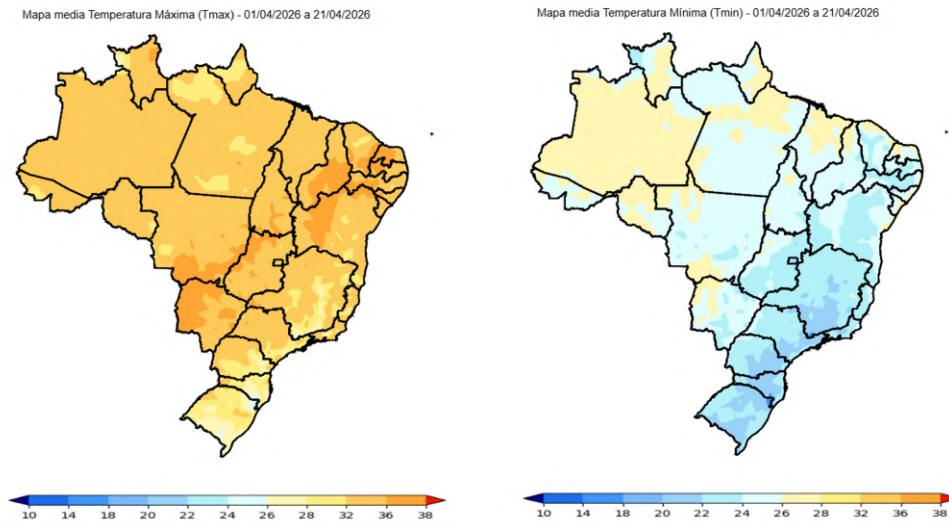 Mapa media Temperatura Máxima (Tmax) - 01/04/2026 a 21/04/2026
10 14 18 20 22 24 26 28 32 36 38
Mapa media Temperatura Mínima (Tmin) - 01/04/2026 a 21/04/2026
10 14 18 20 22 24 26 28 32 36 38